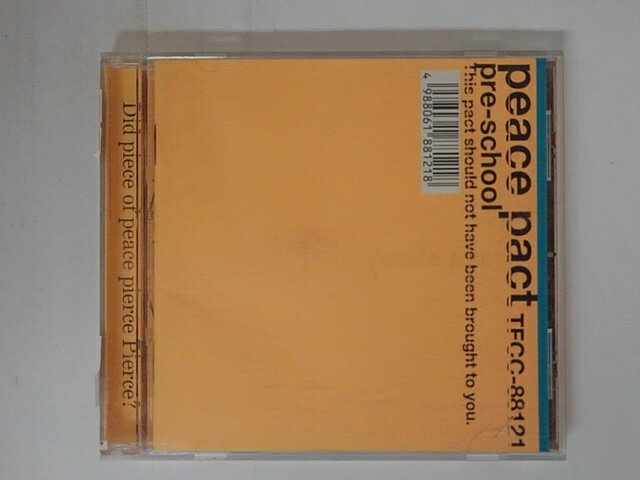 peace pact TFCC-88121
pre-school
This pact should not have been brought to you.
4 988061 881218
Did piece of peace pierce Pierce?